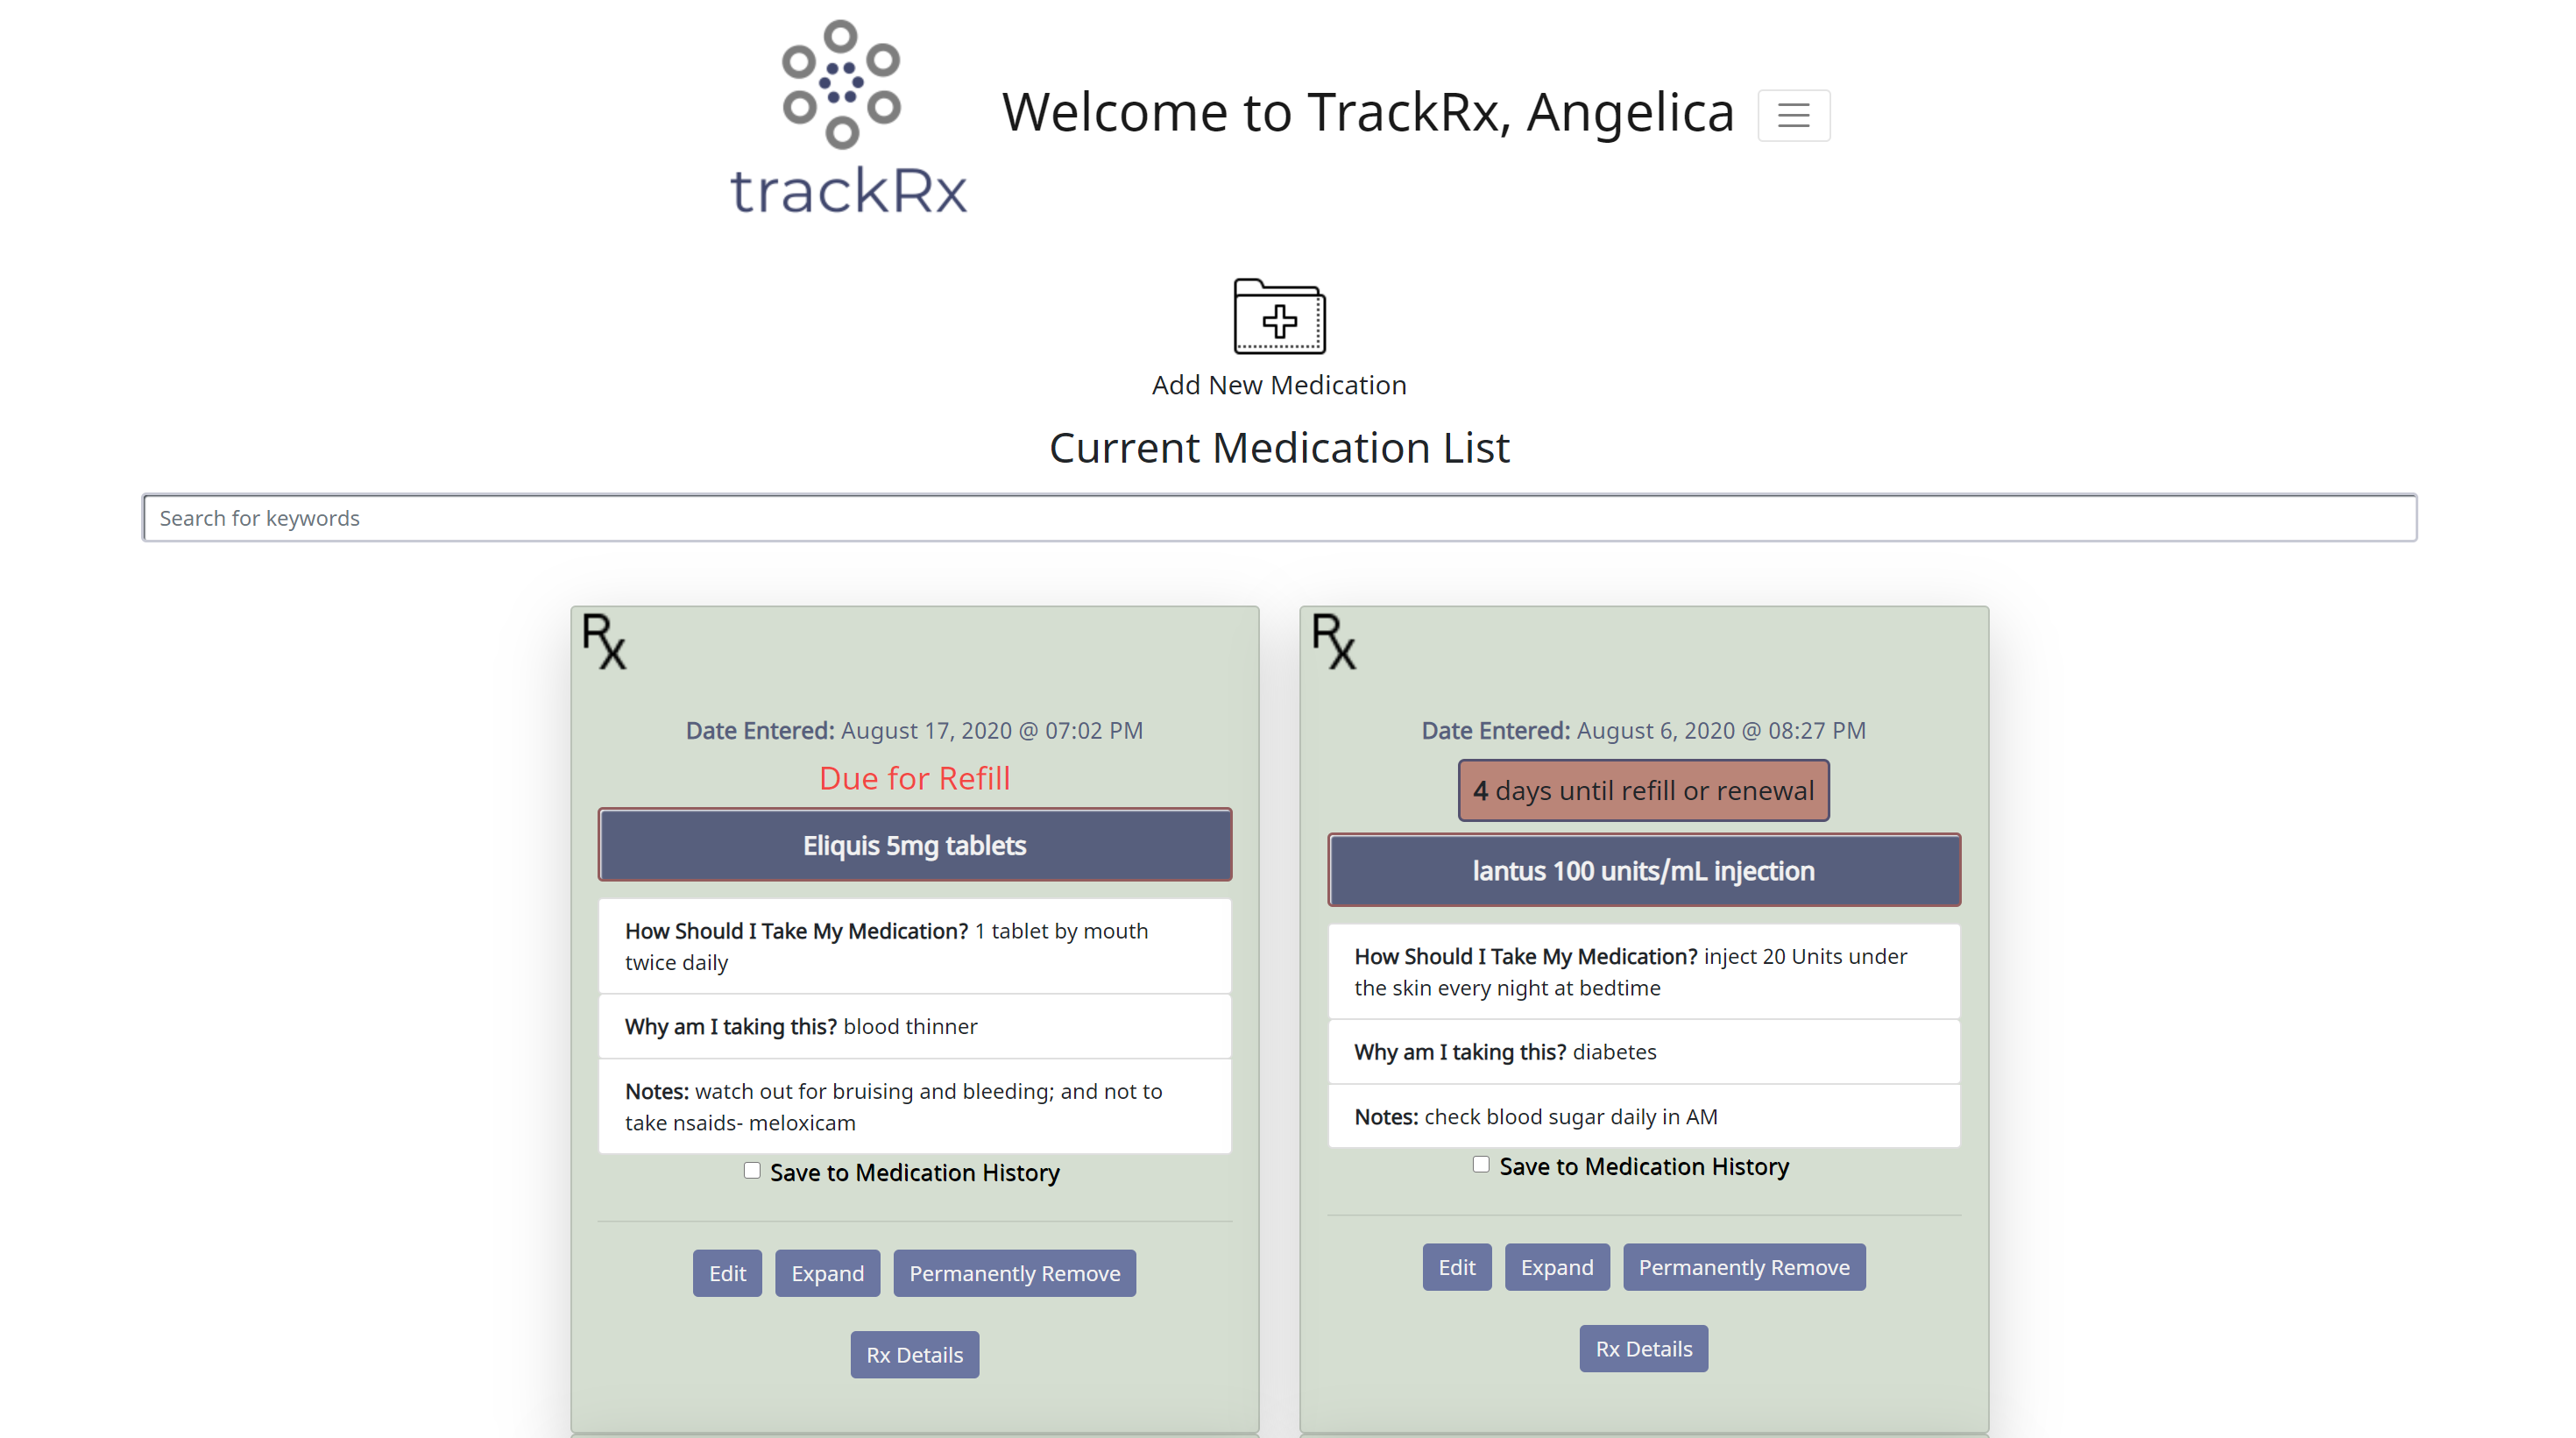 trackRx
Welcome to TrackRx, Angelica
Add New Medication
Current Medication List
Search for keywords
Rx
Date Entered: August 17, 2020 @ 07:02 PM
Due for Refill
Eliquis 5mg tablets
How Should I Take My Medication? 1 tablet by mouth
twice daily
Why am I taking this? blood thinner
Notes: watch out for bruising and bleeding; and not to
take nsaids- meloxicam
Save to Medication History
Edit
Expand
Permanently Remove
Rx Details
Rx
Date Entered: August 6, 2020 @ 08:27 PM
4 days until refill or renewal
lantus 100 units/mL injection
How Should I Take My Medication? inject 20 Units under
the skin every night at bedtime
Why am I taking this? diabetes
Notes: check blood sugar daily in AM
Save to Medication History
Edit
Expand
Permanently Remove
Rx Details